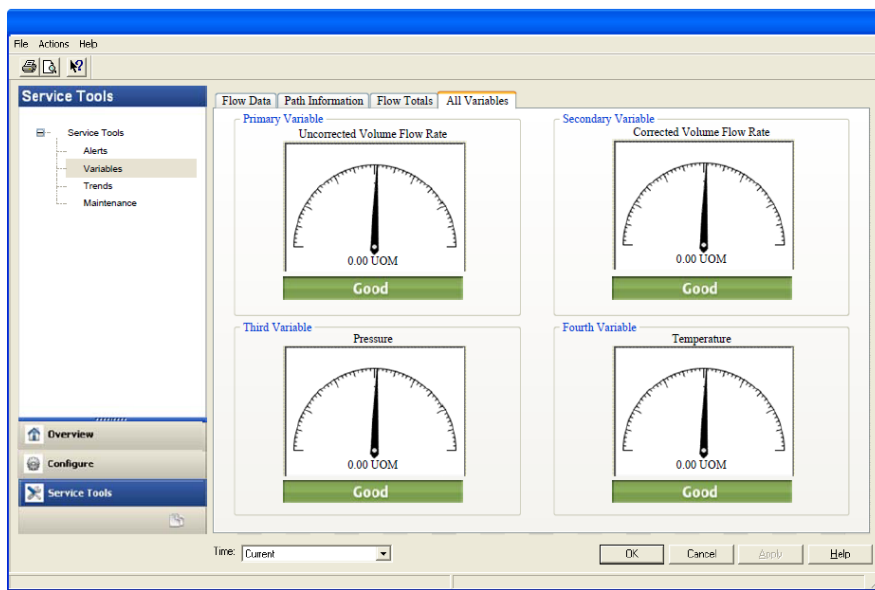 File Actions Help
Service Tools
Service Tools
Alerts
Variables
Trends
Maintenance
Overview
Configure
Service Tools
Flow Data Path Information Flow Totals All Variables
Primary Variable
Uncorrected Volume Flow Rate
0.00 UOM
Good
Secondary Variable
Corrected Volume Flow Rate
0.00 UOM
Good
Third Variable
Pressure
0.00 UOM
Good
Fourth Variable
Temperature
0.00 UOM
Good
Time: Current
OK Cancel Apply Help